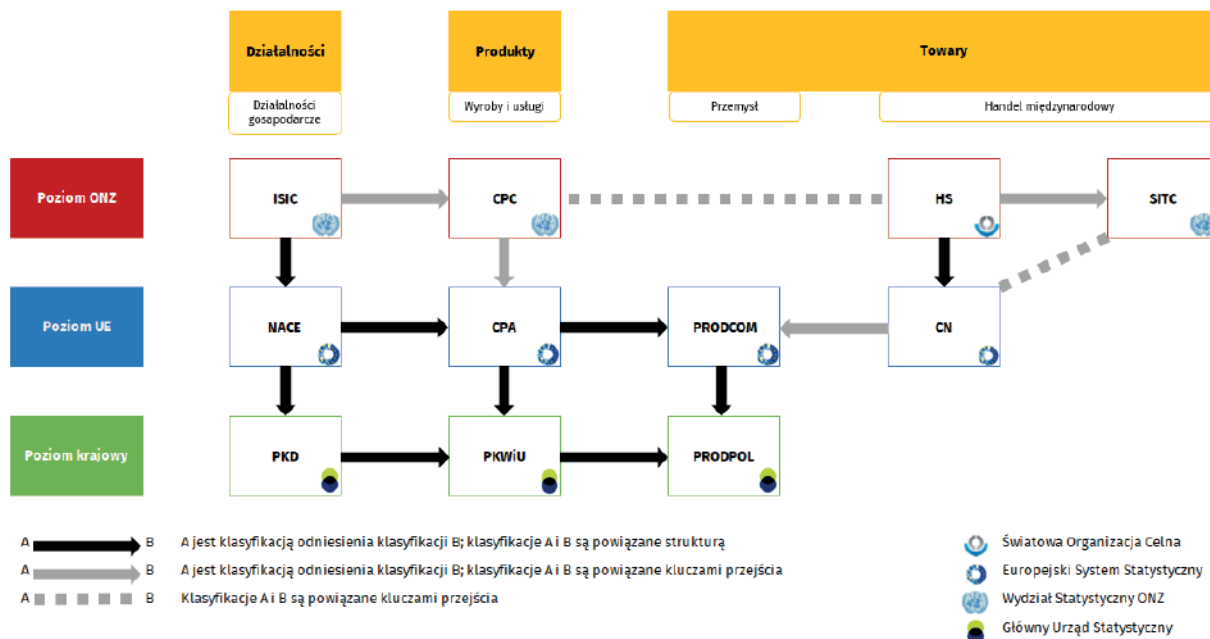 Działalności
Produkty
Towary
Działalności
gosapodarcze
Wyroby i usługi
Przemysł
Handel międzynarodowy
Poziom ONZ
ISIC
CPC
HS
SITC
Poziom UE
NACE
CPA
PRODCOM
CN
Poziom krajowy
PKD
PKWiU
PRODPOL
A B A jest klasyfikacją odniesienia klasyfikacji B; klasyfikacje A i B są powiązane strukturą
A B A jest klasyfikacją odniesienia klasyfikacji B; klasyfikacje A i B są powiązane kluczami przejścia
A B Klasyfikacje A i B są powiązane kluczami przejścia
Światowa Organizacja Celna
Europejski System Statystyczny
Wydział Statystyczny ONZ
Główny Urząd Statystyczny